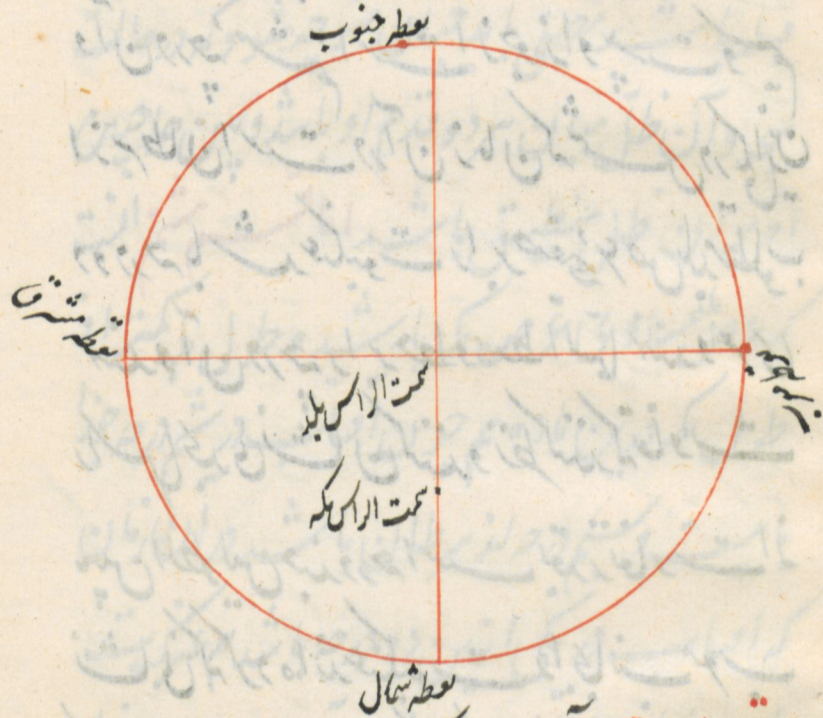 نقطه جنوب
نقطه مشرق
نقطه مغرب
سمت الراس بلد
سمت الراس مکه
نقطه شمال